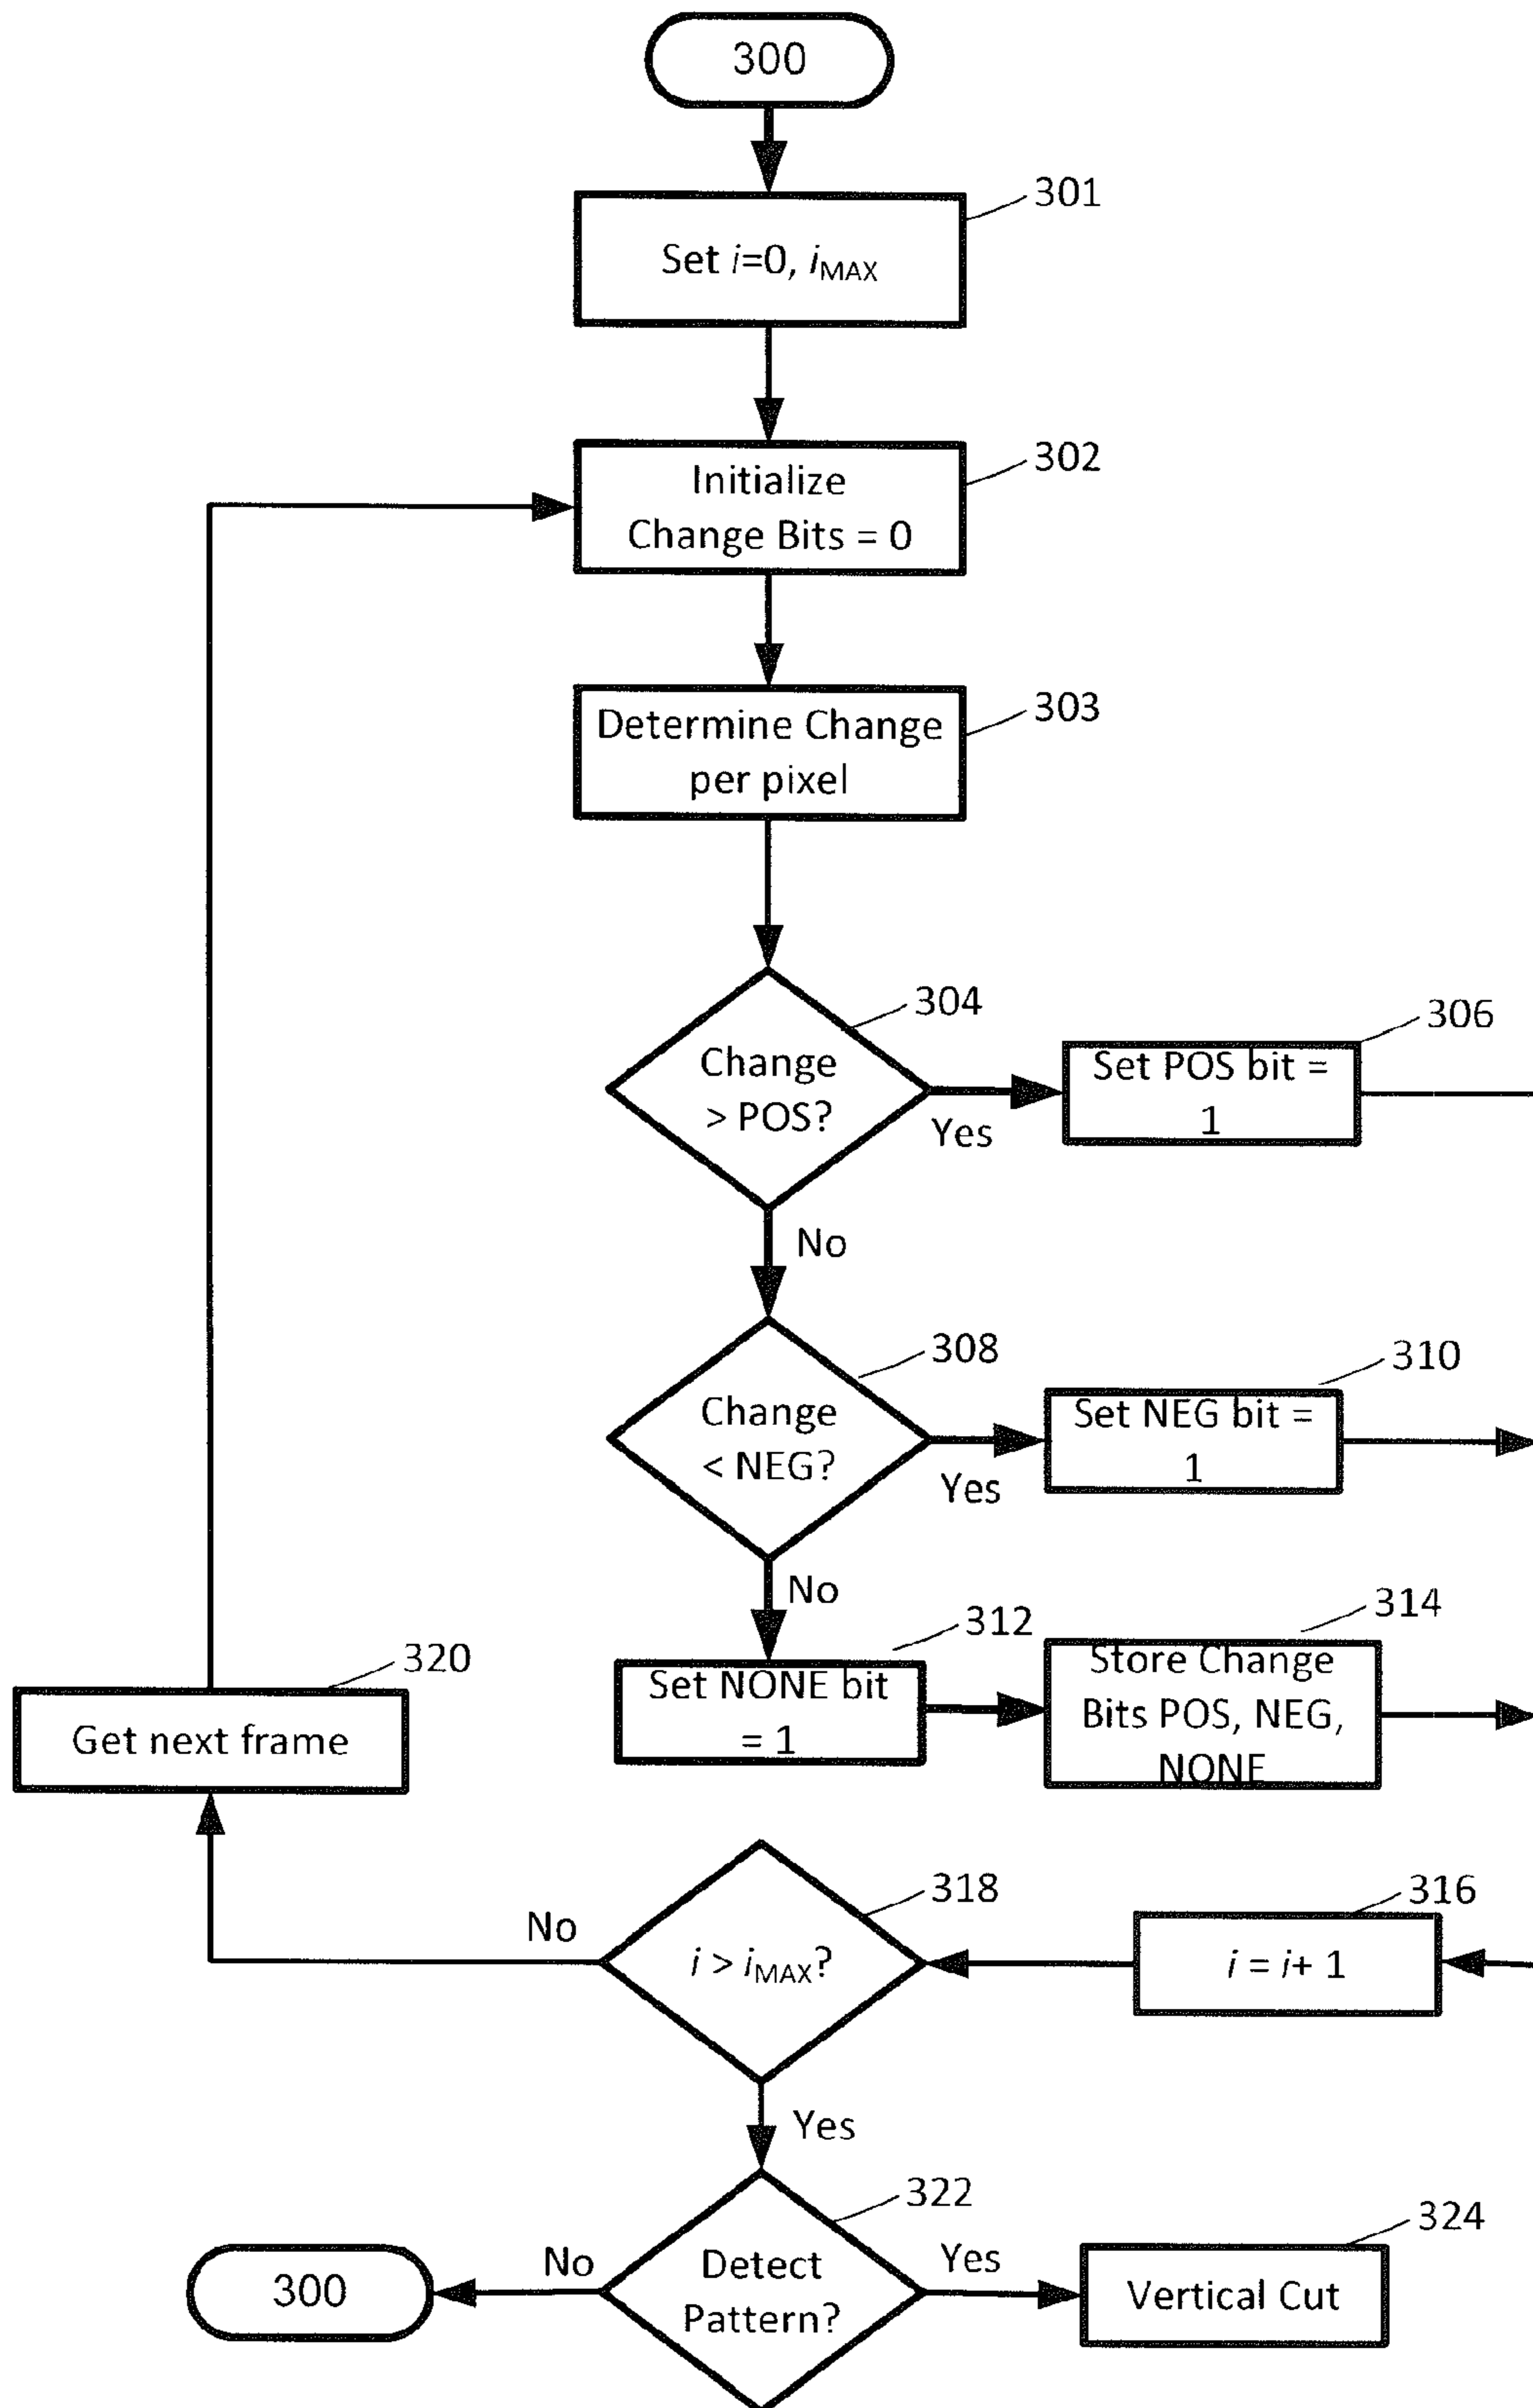 300
301
Set i=0, iMAX
302
Initialize
Change Bits = 0
303
Determine Change
per pixel
304
Change
> POS?
Yes
306
Set POS bit =
1
No
308
Change
< NEG?
Yes
310
Set NEG bit =
1
No
312
Set NONE bit
= 1
314
Store Change
Bits POS, NEG,
NONE
320
Get next frame
No
318
i > iMAX?
316
i = i+ 1
Yes
322
Detect
Pattern?
No
300
Yes
324
Vertical Cut